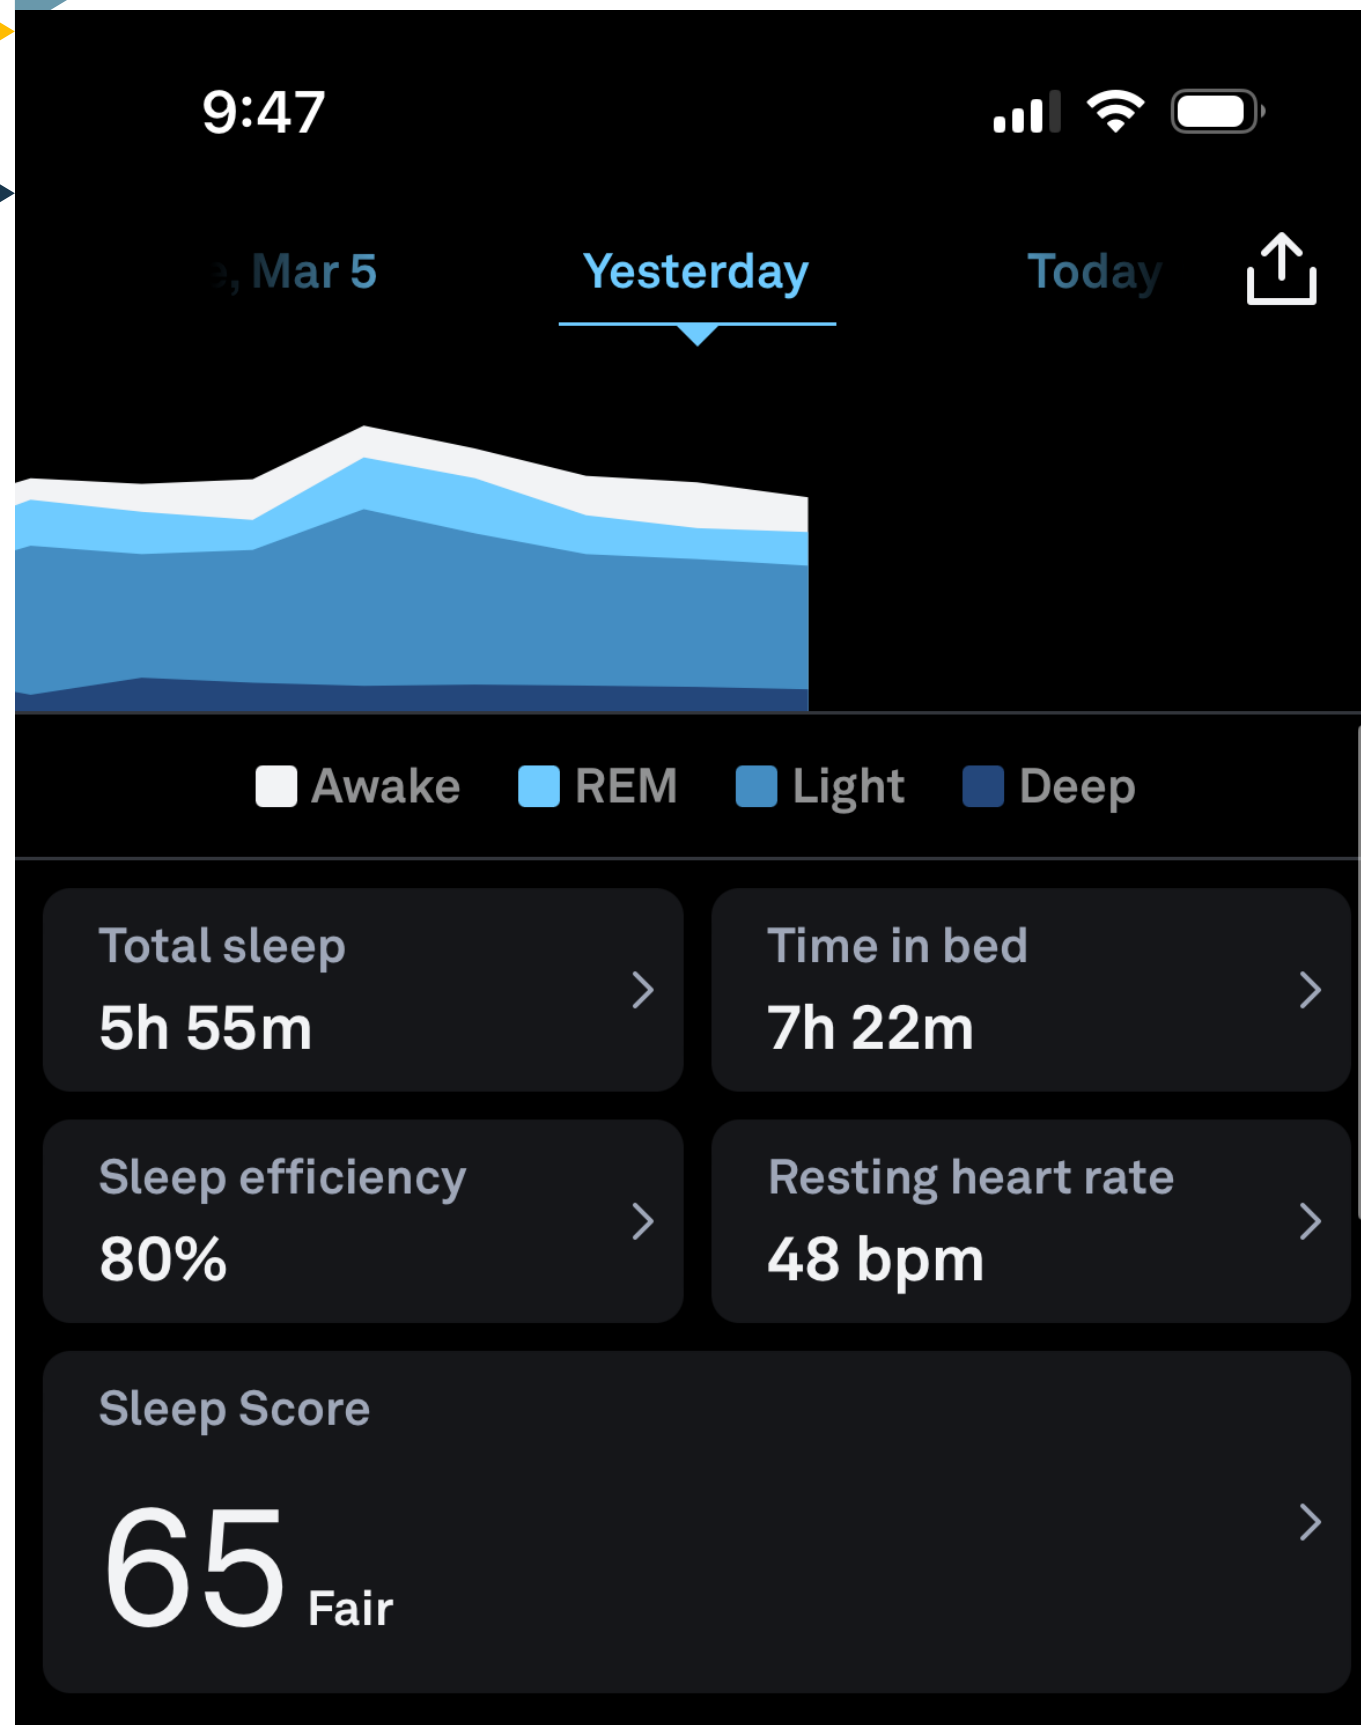 9:47
e, Mar 5 Yesterday Today
Awake REM Light Deep
Total sleep Time in bed
5h 55m 7h 22m
Sleep efficiency Resting heart rate
80% 48 bpm
Sleep Score
65 Fair